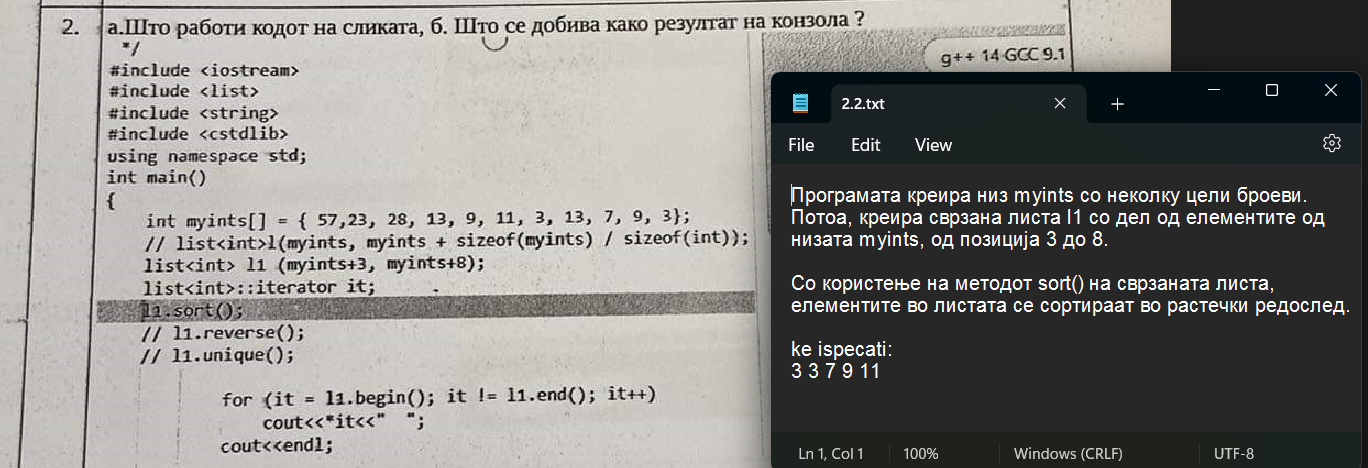 2. а.Што работи кодот на сликата, б. Што се добива како резултат на конзола ?
*/
g++ 14 GCC 9.1
#include <iostream>
#include <list>
#include <string>
#include <cstdlib>
using namespace std;
int main()
{
int myints[] = { 57,23, 28, 13, 9, 11, 3, 13, 7, 9, 3};
// list<int>l(myints, myints + sizeof(myints) / sizeof(int));
list<int> l1 (myints+3, myints+8);
list<int>::iterator it;
l1.sort();
// l1.reverse();
// l1.unique();
for (it = l1.begin(); it != l1.end(); it++)
cout<<*it<<"  ";
cout<<endl;
2.2.txt
File Edit View
Програмата креира низ myints со неколку цели броеви.
Потоа, креира сврзана листа l1 со дел од елементите од
низата myints, од позиција 3 до 8.
Со користење на методот sort() на сврзаната листа,
елементите во листата се сортираат во растечки редослед.
ke ispecati:
3 3 7 9 11
Ln 1, Col 1 100% Windows (CRLF) UTF-8